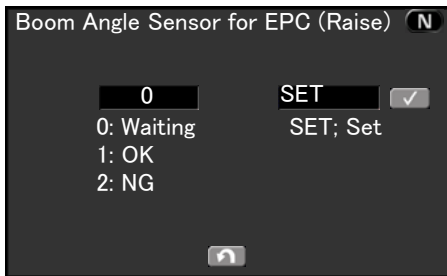 Boom Angle Sensor for EPC (Raise) N
0 SET
0: Waiting SET; Set
1: OK
2: NG